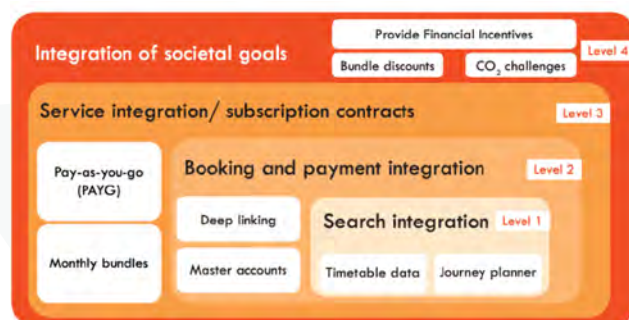 Provide Financial Incentives
Integration of societal goals
Level 4
Bundle discounts
CO₂ challenges
Service integration/ subscription contracts
Level 3
Pay-as-you-go
(PAYG)
Booking and payment integration
Level 2
Deep linking
Search integration
Level 1
Monthly bundles
Master accounts
Timetable data
Journey planner